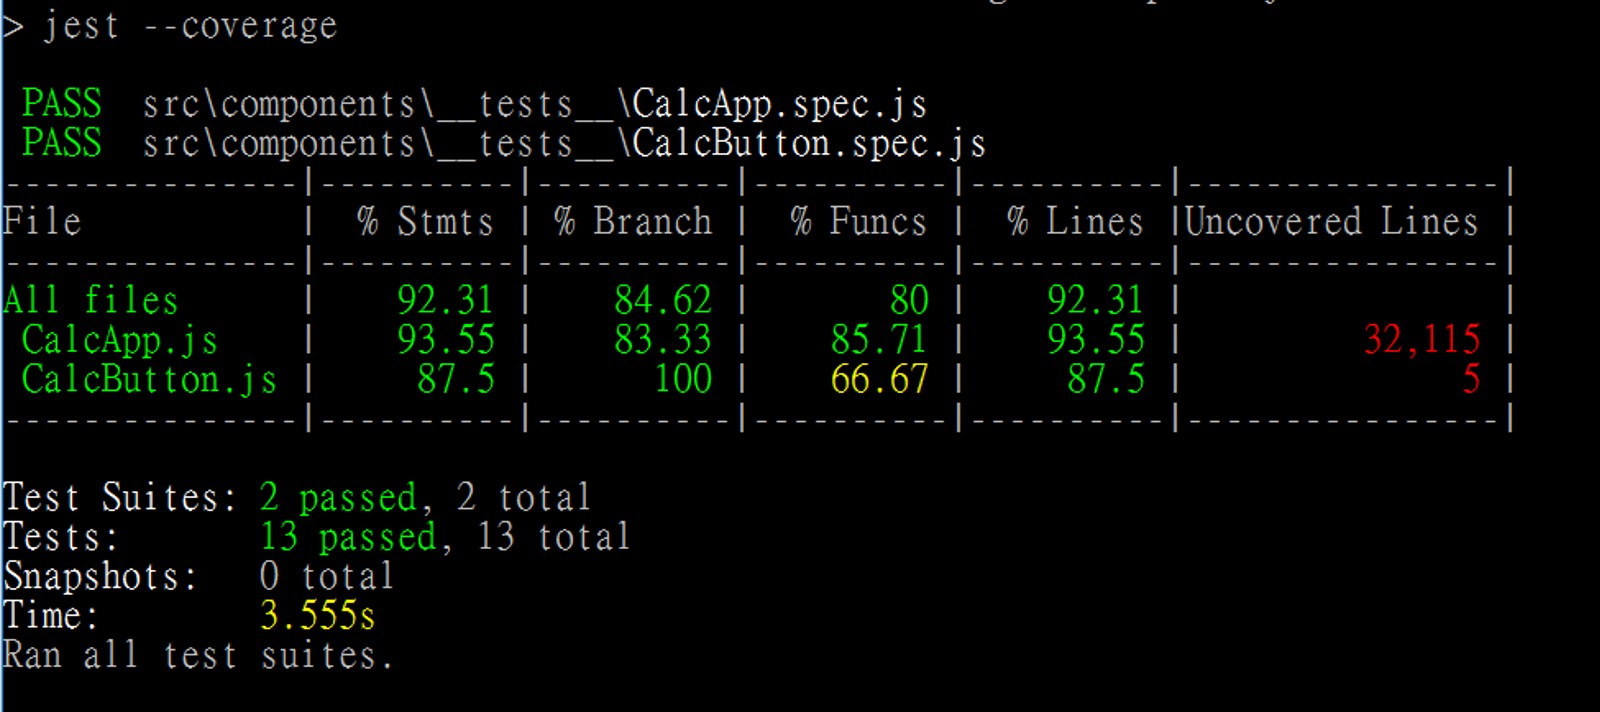 > jest --coverage
PASS src\components\__tests__\CalcApp.spec.js
PASS src\components\__tests__\CalcButton.spec.js
---------------|----------|----------|----------|----------|----------------|
File | % Stmts | % Branch | % Funcs | % Lines |Uncovered Lines |
---------------|----------|----------|----------|----------|----------------|
All files | 92.31 | 84.62 | 80 | 92.31 | |
CalcApp.js | 93.55 | 83.33 | 85.71 | 93.55 | 32,115 |
CalcButton.js | 87.5 | 100 | 66.67 | 87.5 | 5 |
---------------|----------|----------|----------|----------|----------------|
Test Suites: 2 passed, 2 total
Tests: 13 passed, 13 total
Snapshots: 0 total
Time: 3.555s
Ran all test suites.